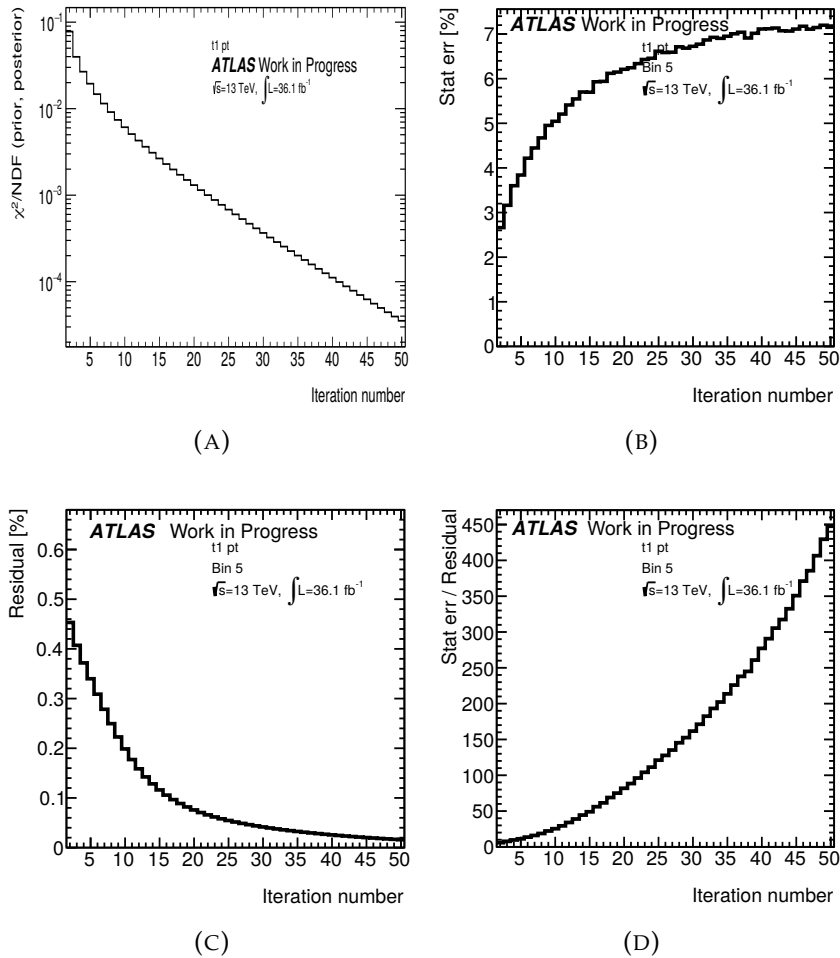 10⁻¹
10⁻²
10⁻³
10⁻⁴
χ²/NDF (prior, posterior)
t1 pt
ATLAS Work in Progress
√s=13 TeV, ∫L=36.1 fb⁻¹
5 10 15 20 25 30 35 40 45 50
Iteration number
(A)
Stat err [%]
7
6
5
4
3
2
1
0
ATLAS Work in Progress
t1 pt
Bin 5
√s=13 TeV, ∫L=36.1 fb⁻¹
5 10 15 20 25 30 35 40 45 50
Iteration number
(B)
Residual [%]
0.6
0.5
0.4
0.3
0.2
0.1
0
ATLAS Work in Progress
t1 pt
Bin 5
√s=13 TeV, ∫L=36.1 fb⁻¹
5 10 15 20 25 30 35 40 45 50
Iteration number
(C)
Stat err / Residual
450
400
350
300
250
200
150
100
50
0
ATLAS Work in Progress
t1 pt
Bin 5
√s=13 TeV, ∫L=36.1 fb⁻¹
5 10 15 20 25 30 35 40 45 50
Iteration number
(D)